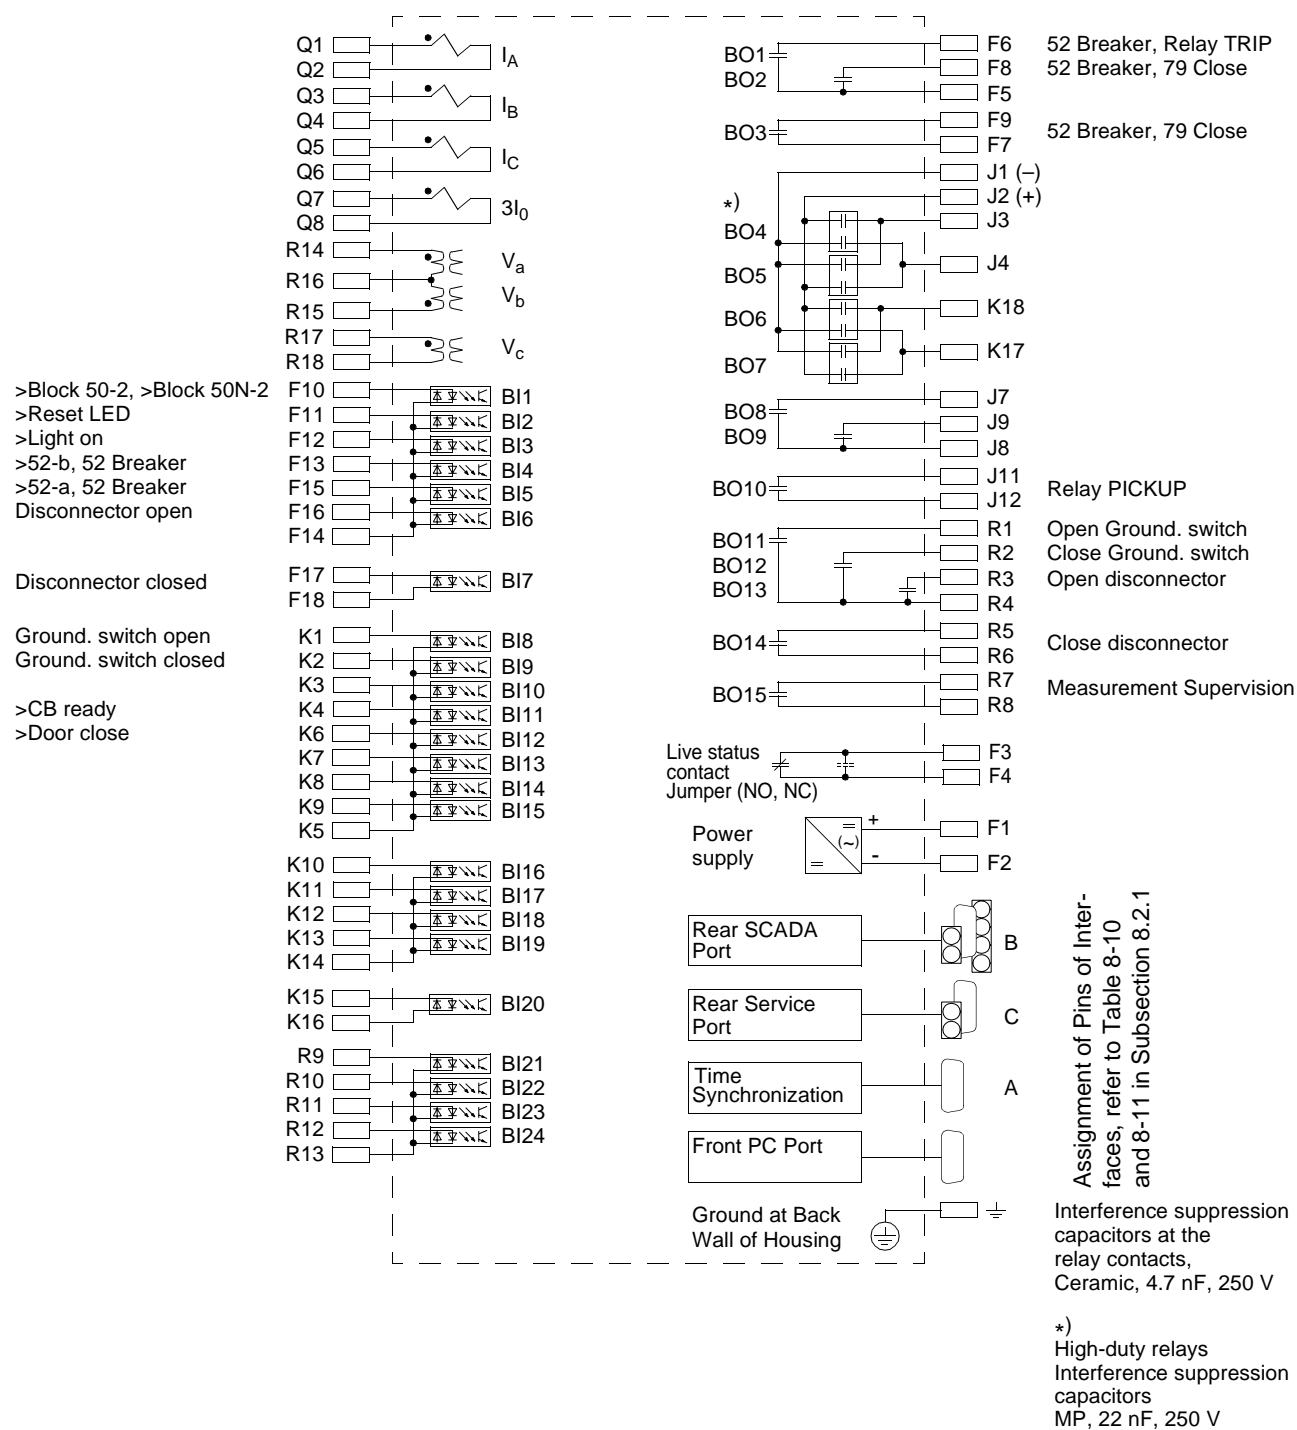 Q1
Q2
I_A
Q3
Q4
I_B
Q5
Q6
I_C
Q7
Q8
3I_0
R14
R16
R15
V_a
V_b
R17
R18
V_c
>Block 50-2, >Block 50N-2 F10 BI1
>Reset LED F11 BI2
>Light on F12 BI3
>52-b, 52 Breaker F13 BI4
>52-a, 52 Breaker F15 BI5
Disconnector open F16 BI6
F14
Disconnector closed F17 BI7
F18
Ground. switch open K1 BI8
Ground. switch closed K2 BI9
K3 BI10
>CB ready K4 BI11
>Door close K6 BI12
K7 BI13
K8 BI14
K9 BI15
K5
K10 BI16
K11 BI17
K12 BI18
K13 BI19
K14
K15 BI20
K16
R9 BI21
R10 BI22
R11 BI23
R12 BI24
R13
BO1 F6 52 Breaker, Relay TRIP
BO2 F8 52 Breaker, 79 Close
F5
BO3 F9 52 Breaker, 79 Close
F7
J1 (–)
J2 (+)
*)
BO4 J3
BO5 J4
BO6 K18
BO7 K17
BO8 J7
BO9 J9
J8
BO10 J11 Relay PICKUP
J12
BO11 R1 Open Ground. switch
BO12 R2 Close Ground. switch
BO13 R3 Open disconnector
R4
BO14 R5 Close disconnector
R6
BO15 R7 Measurement Supervision
R8
Live status
contact
Jumper (NO, NC)
F3
F4
Power
supply
=
(~)
=
+ F1
- F2
Rear SCADA
Port
B
Rear Service
Port
C
Time
Synchronization
A
Front PC Port
Ground at Back
Wall of Housing
Assignment of Pins of Inter-
faces, refer to Table 8-10
and 8-11 in Subsection 8.2.1
Interference suppression
capacitors at the
relay contacts,
Ceramic, 4.7 nF, 250 V
*)
High-duty relays
Interference suppression
capacitors
MP, 22 nF, 250 V